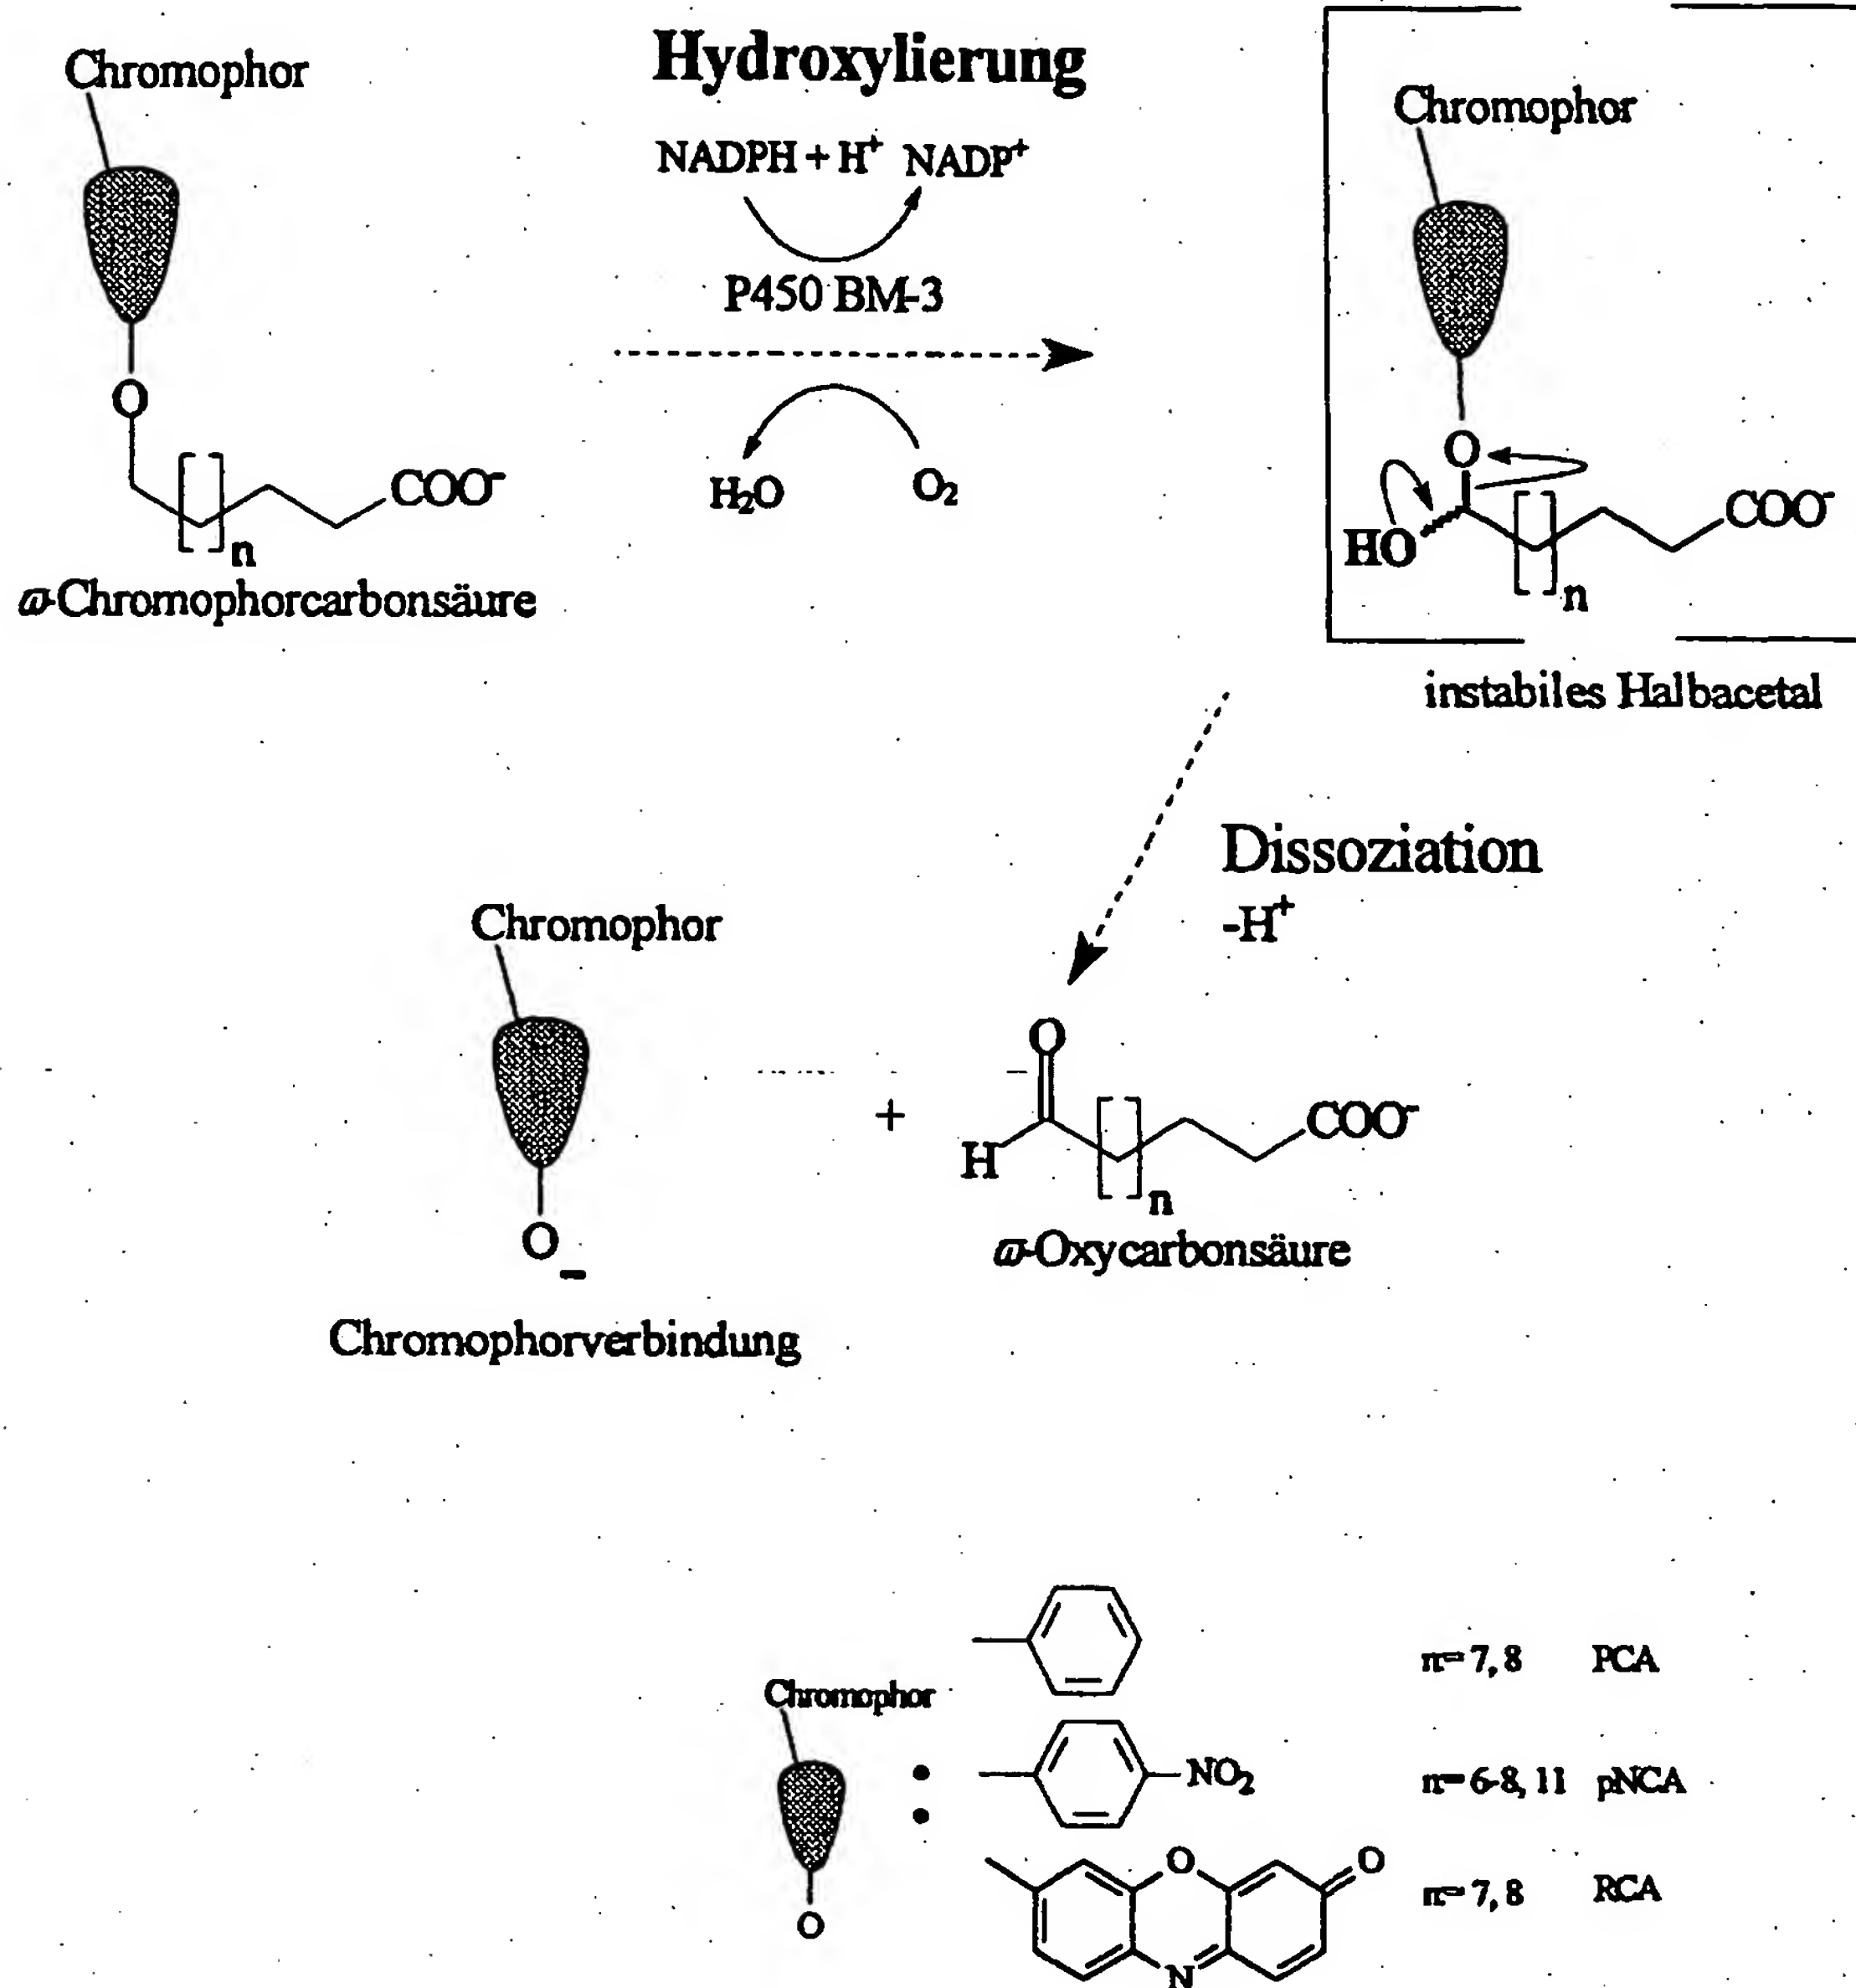 Chromophor
Hydroxylierung
Chromophor
NADPH + H⁺ NADP⁺
P450 BM-3
O
H₂O
O₂
COO⁻
n
ϖ-Chromophorcarbonsäure
O
HO
COO⁻
n
instabiles Halbacetal
Dissoziation
-H⁺
Chromophor
O
+
H
COO⁻
n
ϖ-Oxycarbonsäure
O
–
Chromophorverbindung
n= 7, 8 PCA
Chromophor
:
NO₂
n= 6-8, 11 pNCA
O
O
n= 7, 8 RCA
O
N